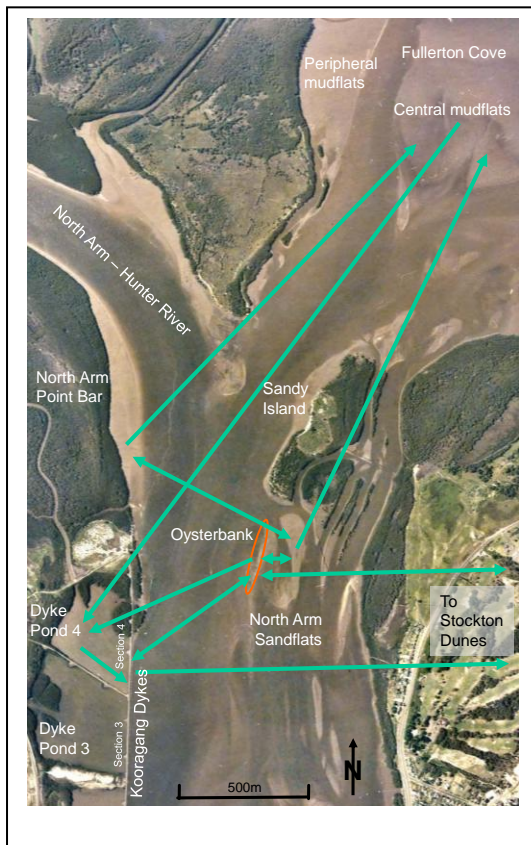 Fullerton Cove
Peripheral
mudflats
Central mudflats
North Arm – Hunter River
North Arm
Point Bar
Sandy
Island
Oysterbank
Dyke
Pond 4
Section 4
North Arm
Sandflats
To
Stockton
Dunes
Dyke
Pond 3
Section 3
Kooragang Dykes
500m
N